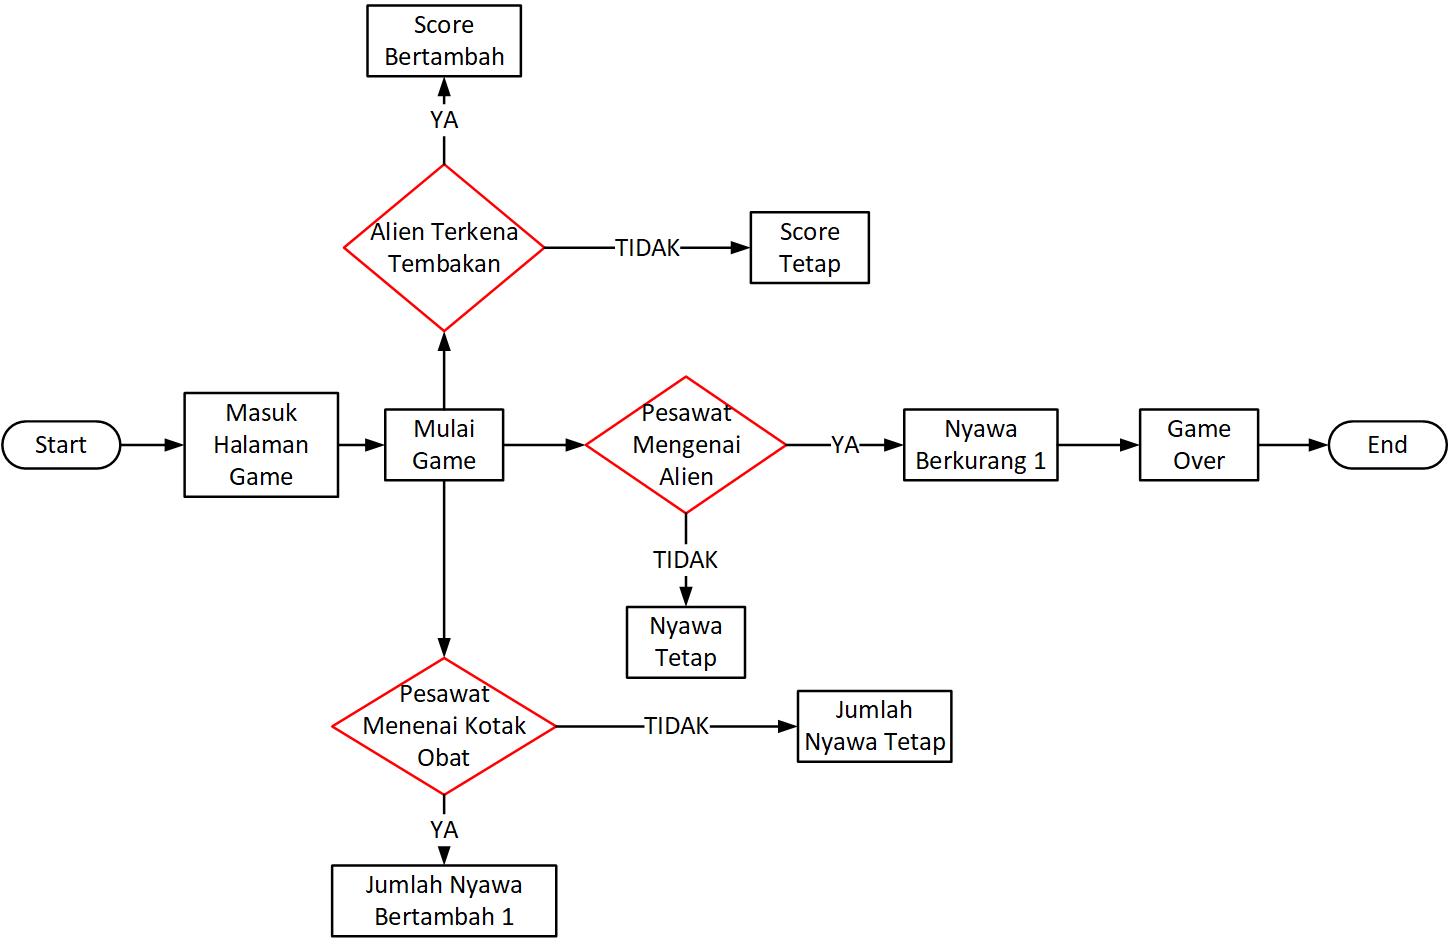 Score
Bertambah
YA
Alien Terkena
Tembakan
TIDAK
Score
Tetap
Start
Masuk
Halaman
Game
Mulai
Game
Pesawat
Mengenai
Alien
YA
Nyawa
Berkurang 1
Game
Over
End
TIDAK
Nyawa
Tetap
Pesawat
Menenai Kotak
Obat
TIDAK
Jumlah
Nyawa Tetap
YA
Jumlah Nyawa
Bertambah 1